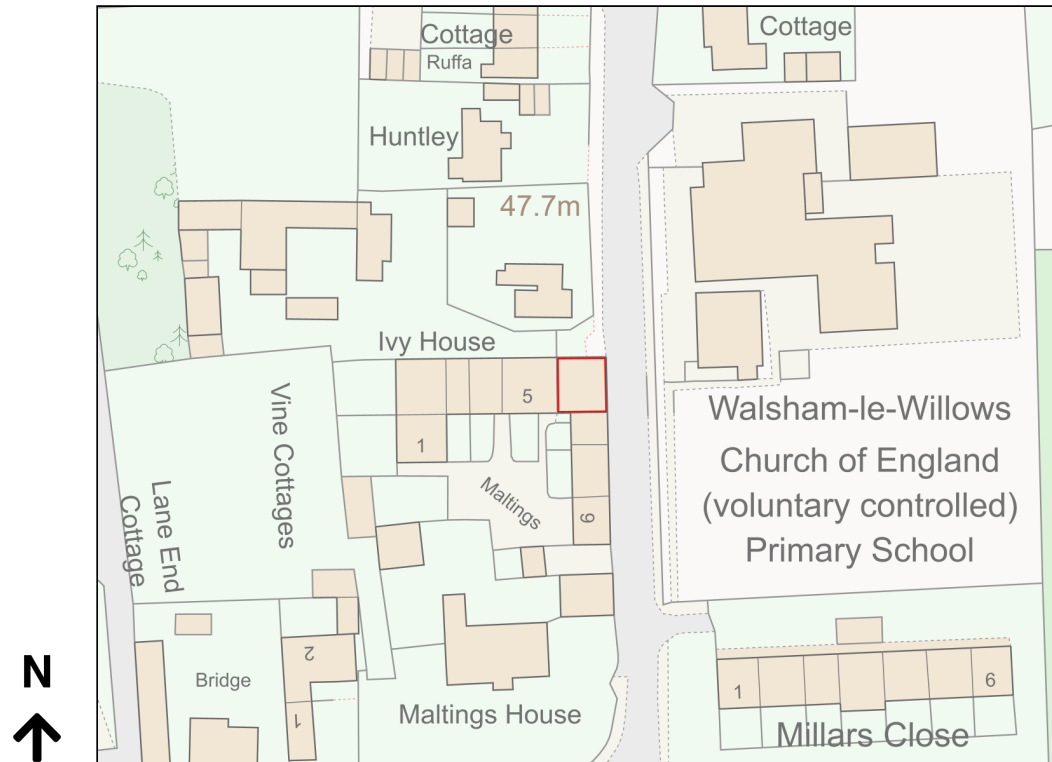 Cottage
Ruffa
Cottage
Huntley
47.7m
Ivy House
5
1
Vine Cottages
Maltings
9
Lane End
Cottage
Walsham-le-Willows
Church of England
(voluntary controlled)
Primary School
2
1
Bridge
Maltings House
1
6
Millars Close
N